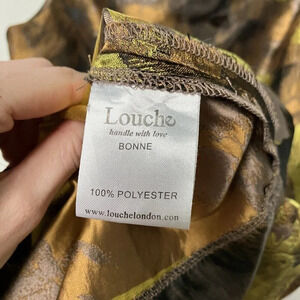 Louche
handle with love
BONNE
100% POLYESTER
www.louchelondon.com